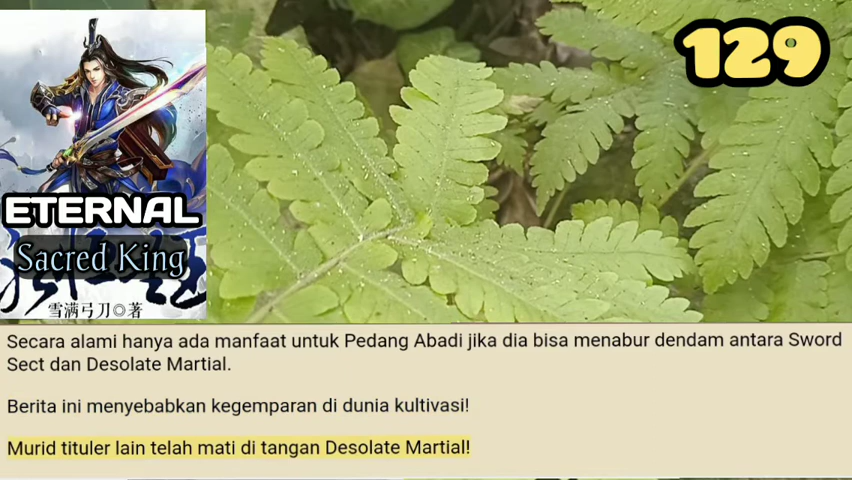 129
ETERNAL
Sacred King
雪满弓刀◎著
Secara alami hanya ada manfaat untuk Pedang Abadi jika dia bisa menabur dendam antara Sword
Sect dan Desolate Martial.
Berita ini menyebabkan kegemparan di dunia kultivasi!
Murid tituler lain telah mati di tangan Desolate Martial!